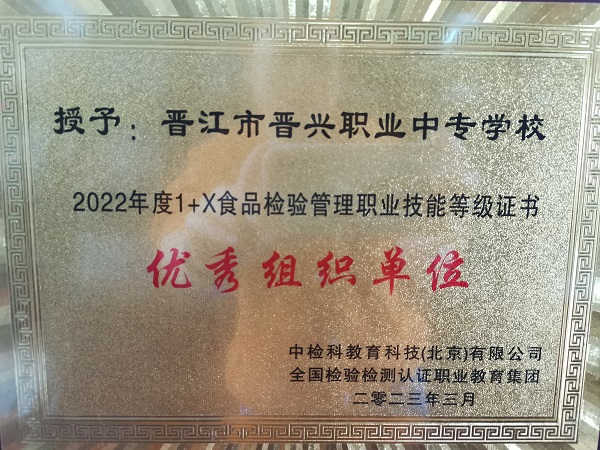 授予：晋江市晋兴职业中专学校
2022年度1+X食品检验管理职业技能等级证书
优秀组织单位
中检科教育科技(北京)有限公司
全国检验检测认证职业教育集团
二零二三年三月